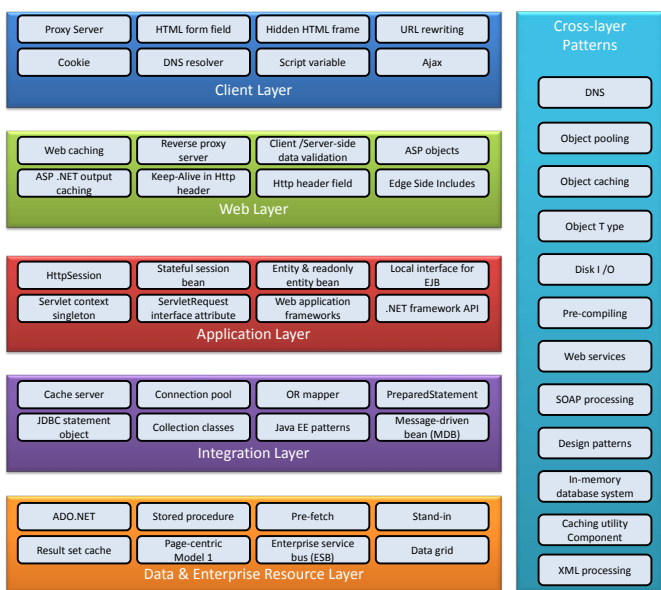 Proxy Server
HTML form field
Hidden HTML frame
URL rewriting
Cookie
DNS resolver
Script variable
Ajax
Client Layer
Web caching
Reverse proxy
server
Client /Server-side
data validation
ASP objects
ASP .NET output
caching
Keep-Alive in Http
header
Http header field
Edge Side Includes
Web Layer
HttpSession
Stateful session
bean
Entity & readonly
entity bean
Local interface for
EJB
Servlet context
singleton
ServletRequest
interface attribute
Web application
frameworks
.NET framework API
Application Layer
Cache server
Connection pool
OR mapper
PreparedStatement
JDBC statement
object
Collection classes
Java EE patterns
Message-driven
bean (MDB)
Integration Layer
ADO.NET
Stored procedure
Pre-fetch
Stand-in
Result set cache
Page-centric
Model 1
Enterprise service
bus (ESB)
Data grid
Data & Enterprise Resource Layer
Cross-layer
Patterns
DNS
Object pooling
Object caching
Object T ype
Disk I /O
Pre-compiling
Web services
SOAP processing
Design patterns
In-memory
database system
Caching utility
Component
XML processing